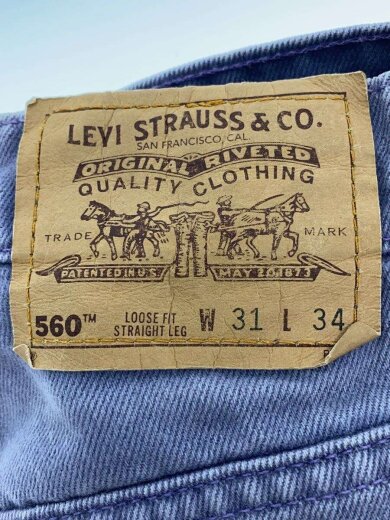 LEVI STRAUSS & CO.
SAN FRANCISCO, CAL.
ORIGINAL RIVETED
QUALITY CLOTHING
TRADE MARK
PATENTED IN U.S. MAY 20 1873
560™ LOOSE FIT STRAIGHT LEG W 31 L 34